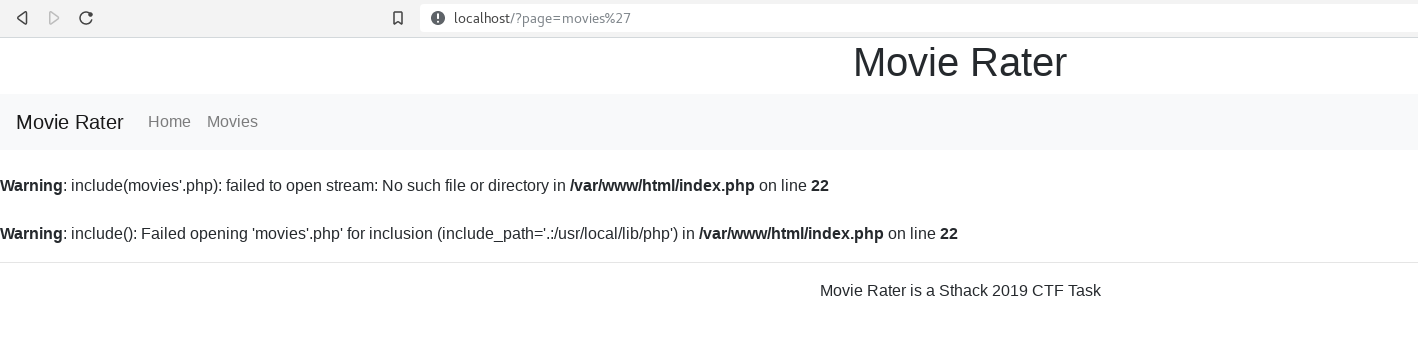 localhost/?page=movies%27
Movie Rater
Movie Rater Home Movies
Warning: include(movies'.php): failed to open stream: No such file or directory in /var/www/html/index.php on line 22
Warning: include(): Failed opening 'movies'.php' for inclusion (include_path='.:/usr/local/lib/php') in /var/www/html/index.php on line 22
Movie Rater is a Sthack 2019 CTF Task